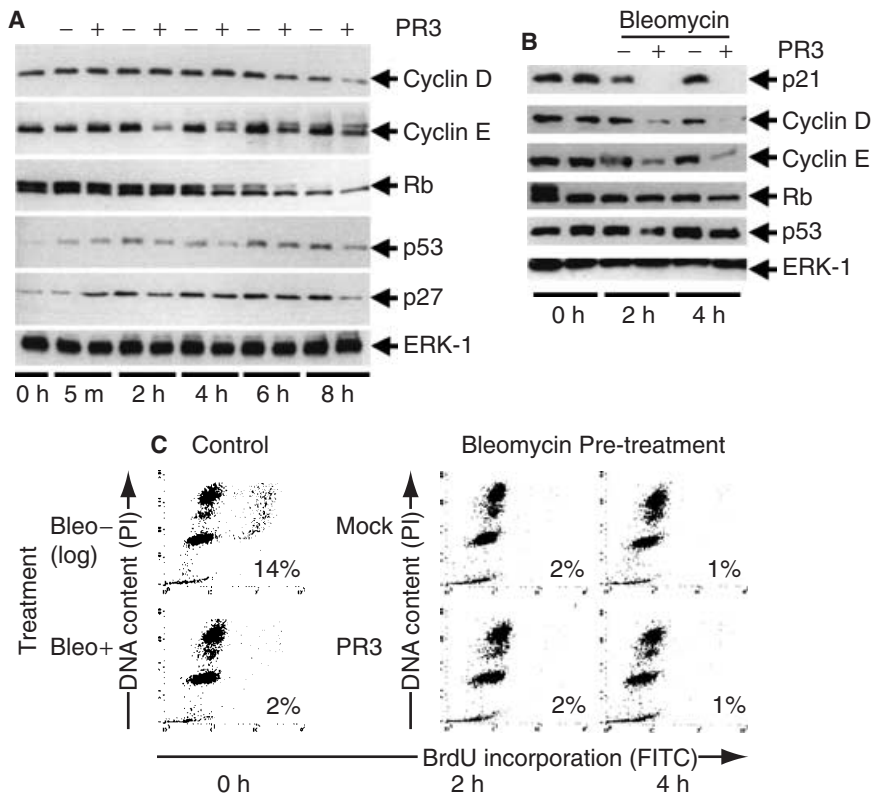 A
− + − + − + − + − + PR3
Cyclin D
Cyclin E
Rb
p53
p27
ERK-1
0 h 5 m 2 h 4 h 6 h 8 h
B
Bleomycin
− + − + PR3
p21
Cyclin D
Cyclin E
Rb
p53
ERK-1
0 h 2 h 4 h
C Control Bleomycin Pre-treatment
Treatment
Bleo−
(log)
Bleo+
DNA content (PI)
14%
2%
Mock
PR3
DNA content (PI)
2% 1%
2% 1%
BrdU incorporation (FITC)
0 h 2 h 4 h